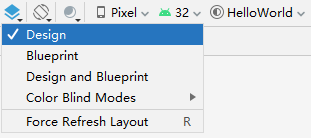 Pixel 32 HelloWorld
Design
Blueprint
Design and Blueprint
Color Blind Modes
Force Refresh Layout R